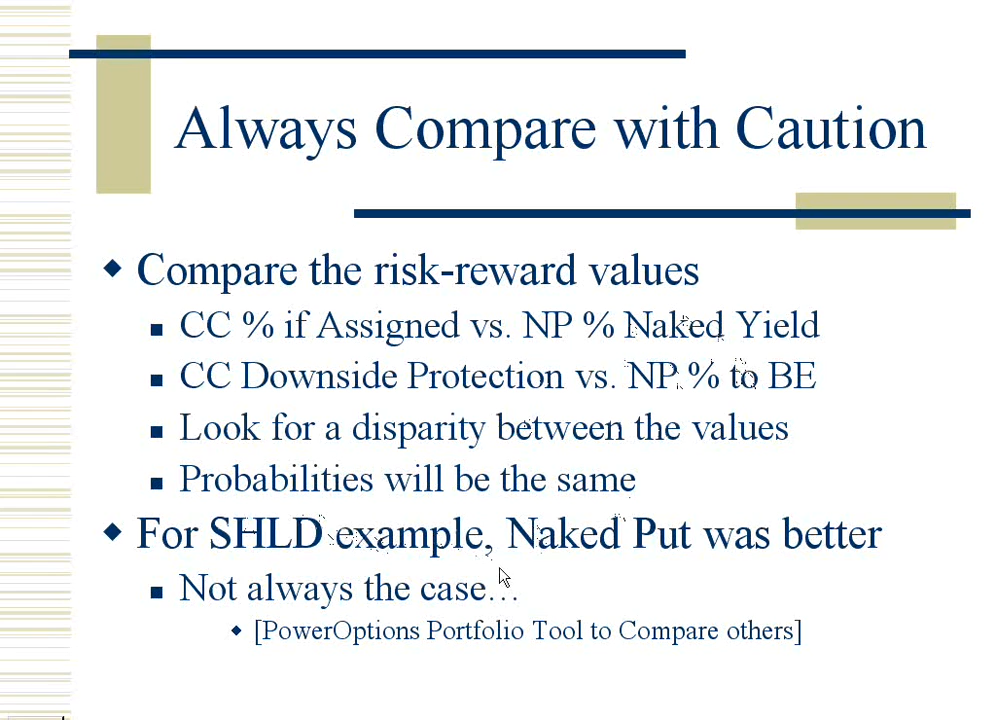 Always Compare with Caution
Compare the risk-reward values
CC % if Assigned vs. NP % Naked Yield
CC Downside Protection vs. NP % to BE
Look for a disparity between the values
Probabilities will be the same
For SHLD example, Naked Put was better
Not always the case…
[PowerOptions Portfolio Tool to Compare others]